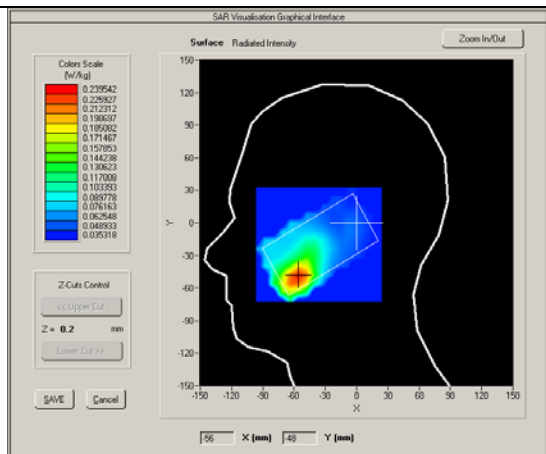 SAR Visualisation Graphical Interface
Surface Radiated Intensity
Zoom In/Out
Colors Scale
(W/kg)
0.239542
0.225927
0.212312
0.198697
0.185082
0.171467
0.157853
0.144238
0.130623
0.117008
0.103393
0.089778
0.076163
0.062548
0.048933
0.035318
Z-Cuts Control
<< Upper Cut
Z = 0.2 mm
Lower Cut >>
SAVE Cancel
150
120
90
60
30
0
-30
-60
-90
-120
-150
Y
-150 -120 -90 -60 -30 0 30 60 90 120 150
X
-56 X (mm) -48 Y (mm)